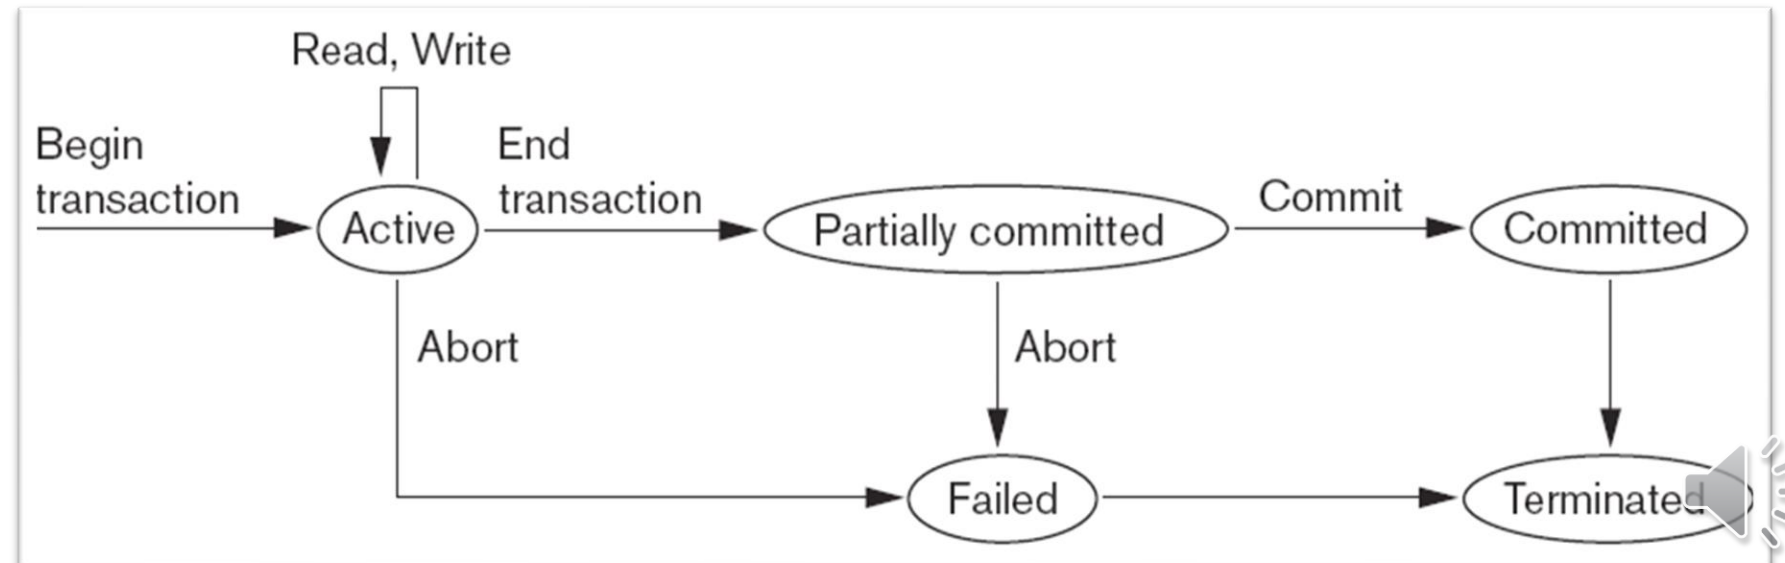 Read, Write
Begin
transaction
End
transaction
Active
Partially committed
Commit
Committed
Abort
Abort
Failed
Terminated